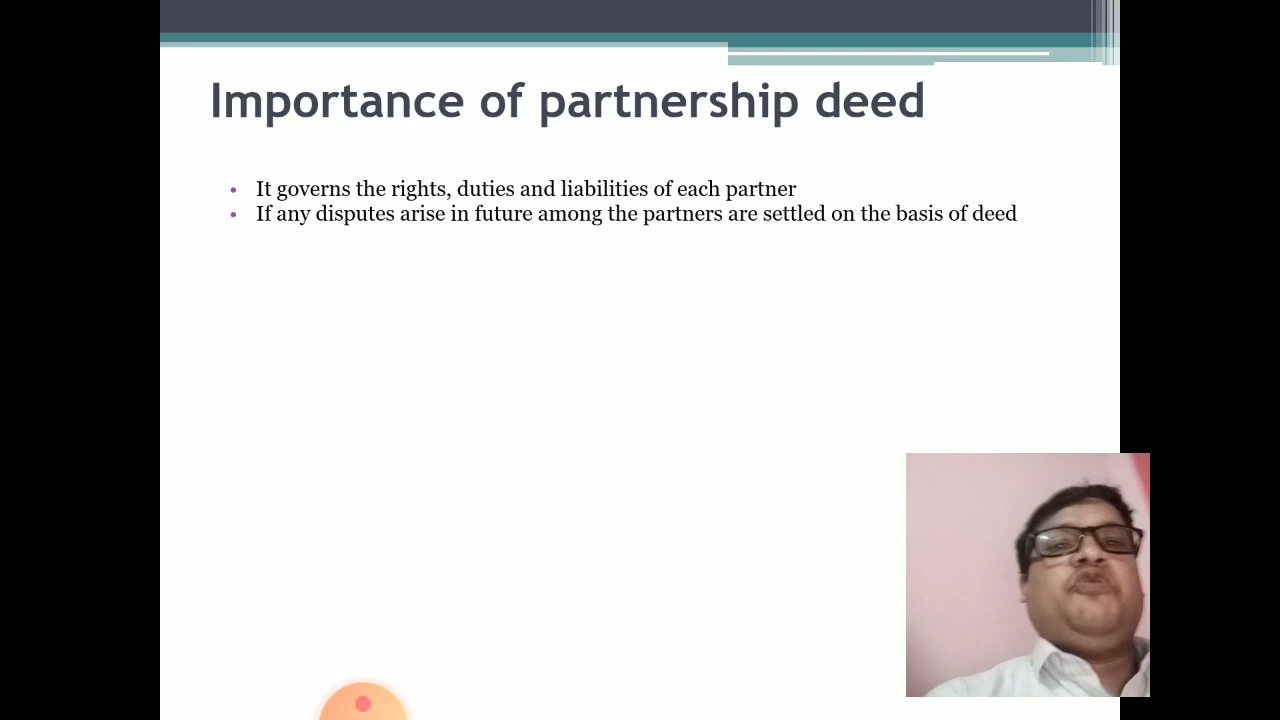 Importance of partnership deed
• It governs the rights, duties and liabilities of each partner
• If any disputes arise in future among the partners are settled on the basis of deed